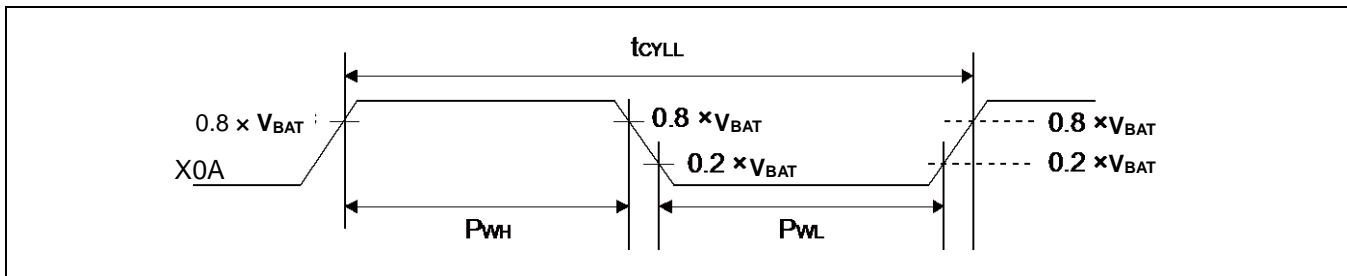 tCYLL
0.8 × VBAT
0.8 ×VBAT
0.8 ×VBAT
X0A
0.2 ×VBAT
0.2 ×VBAT
PWH
PWL